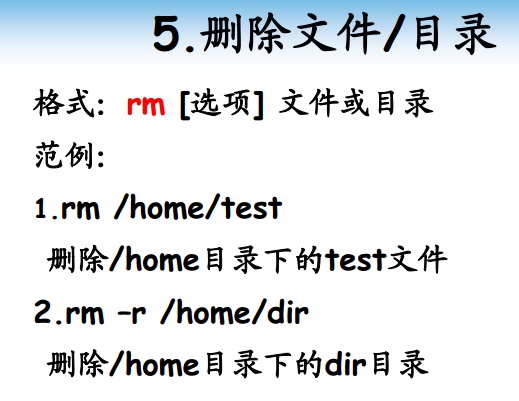 5.删除文件/目录
格式: rm [选项] 文件或目录
范例:
1.rm /home/test
删除/home目录下的test文件
2.rm –r /home/dir
删除/home目录下的dir目录